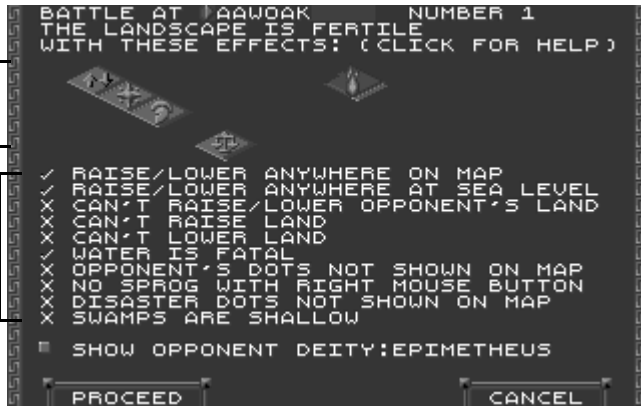 BATTLE AT AAWOAK NUMBER 1
THE LANDSCAPE IS FERTILE
WITH THESE EFFECTS: (CLICK FOR HELP)
✓ RAISE/LOWER ANYWHERE ON MAP
✓ RAISE/LOWER ANYWHERE AT SEA LEVEL
X CAN'T RAISE/LOWER OPPONENT'S LAND
X CAN'T RAISE LAND
X CAN'T LOWER LAND
✓ WATER IS FATAL
X OPPONENT'S DOTS NOT SHOWN ON MAP
X NO SPROG WITH RIGHT MOUSE BUTTON
X DISASTER DOTS NOT SHOWN ON MAP
X SWAMPS ARE SHALLOW
SHOW OPPONENT DEITY:EPIMETHEUS
PROCEED CANCEL